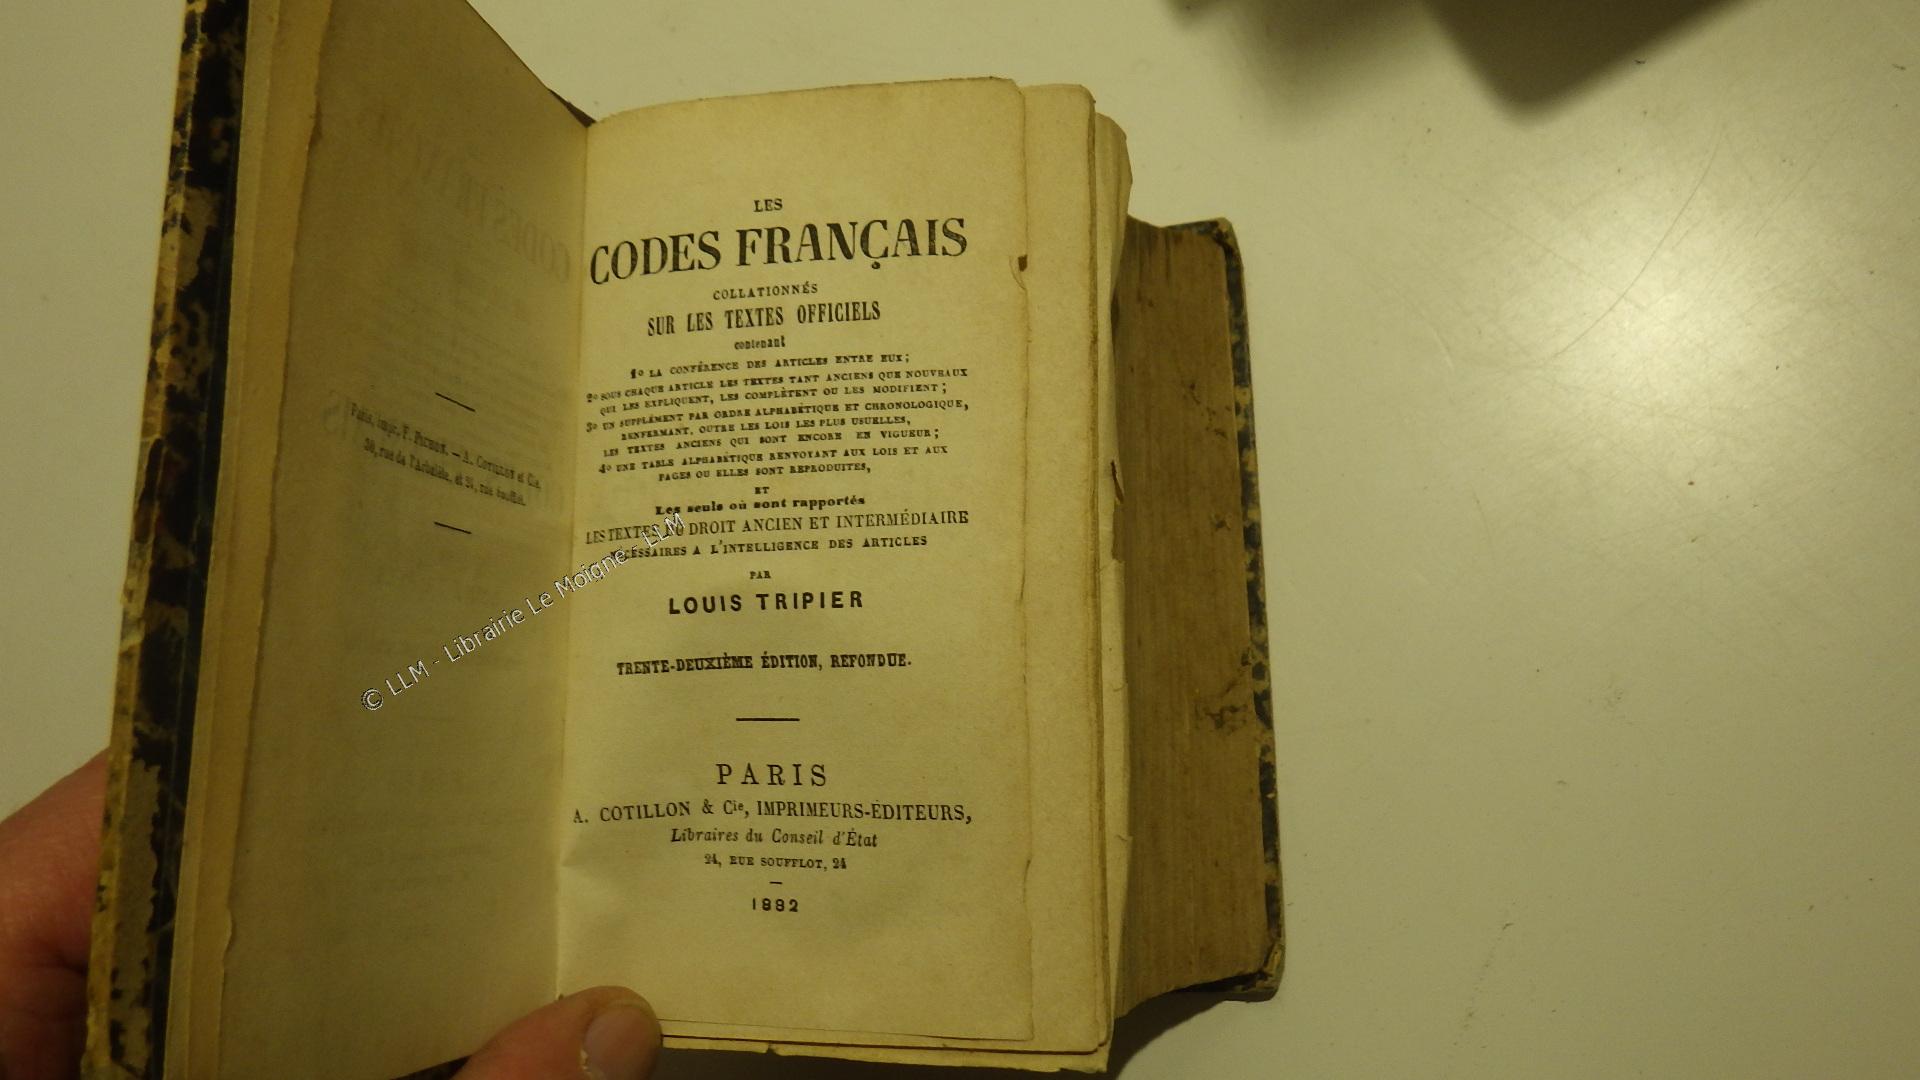 Paris, impr. F. PICHON. — A. COTILLON et Cie,
30, rue de l'Arbalète, et 24, rue Soufflot.
LES
CODES FRANÇAIS
COLLATIONNÉS
SUR LES TEXTES OFFICIELS
contenant
1º LA CONFÉRENCE DES ARTICLES ENTRE EUX;
2º SOUS CHAQUE ARTICLE LES TEXTES TANT ANCIENS QUE NOUVEAUX
QUI LES EXPLIQUENT, LES COMPLÈTENT OU LES MODIFIENT;
3º UN SUPPLÉMENT PAR ORDRE ALPHABÉTIQUE ET CHRONOLOGIQUE,
RENFERMANT, OUTRE LES LOIS LES PLUS USUELLES,
LES TEXTES ANCIENS QUI SONT ENCORE EN VIGUEUR;
4º UNE TABLE ALPHABÉTIQUE RENVOYANT AUX LOIS ET AUX
PAGES OU ELLES SONT REPRODUITES,
ET
Les seuls où sont rapportés
LES TEXTES DU DROIT ANCIEN ET INTERMÉDIAIRE
NÉCESSAIRES A L'INTELLIGENCE DES ARTICLES
PAR
LOUIS TRIPIER
TRENTE-DEUXIÈME ÉDITION, REFONDUE.
PARIS
A. COTILLON & Cie, IMPRIMEURS-ÉDITEURS,
Libraires du Conseil d'État
24, RUE SOUFFLOT, 24
1882
© LLM - Librairie Le Moigne - LLM